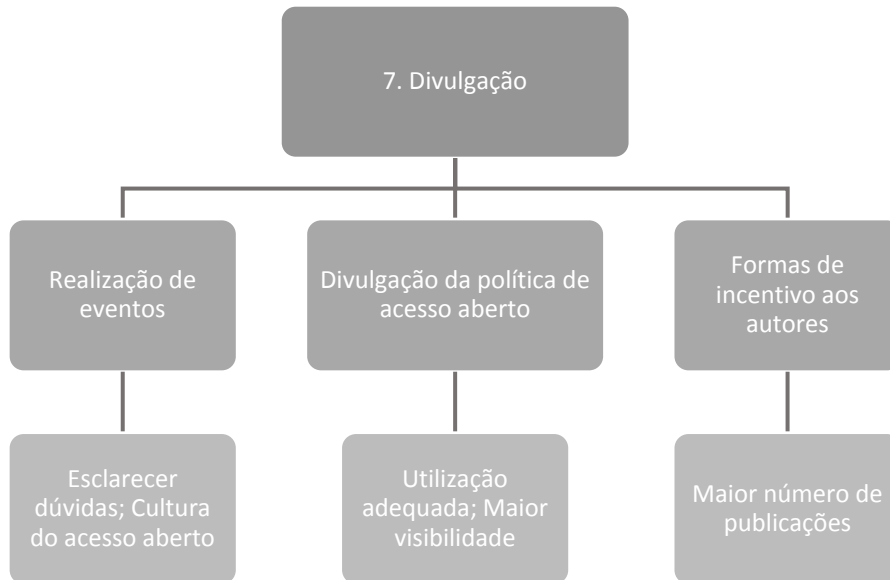 7. Divulgação
Realização de
eventos
Divulgação da política de
acesso aberto
Formas de
incentivo aos
autores
Esclarecer
dúvidas; Cultura
do acesso aberto
Utilização
adequada; Maior
visibilidade
Maior número de
publicações